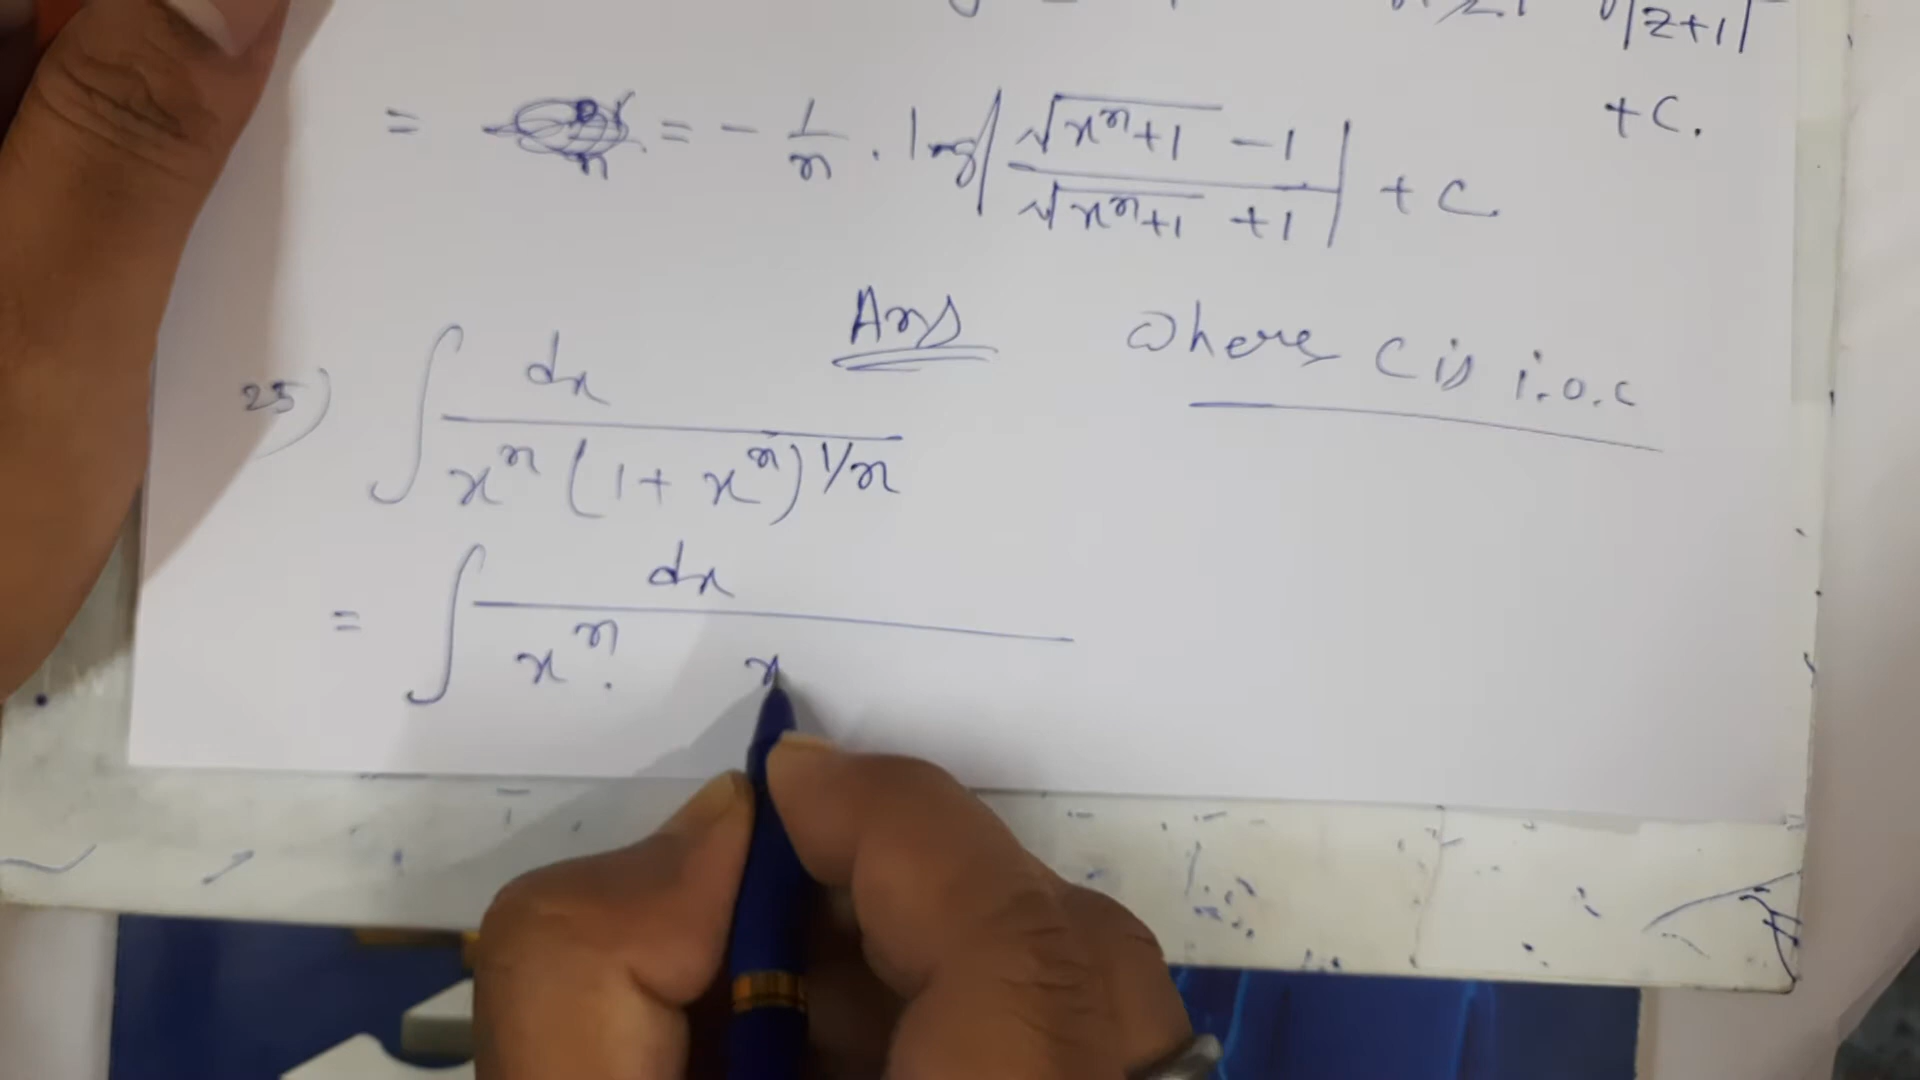 |z+1|
+C.
= = - 1/n . log |(√(xⁿ+1) - 1)/(√(xⁿ+1) + 1)| + C
Ans where C is i.o.c
25) ∫ dx / xⁿ (1 + xⁿ)^1/n
= ∫ dx / xⁿ. x